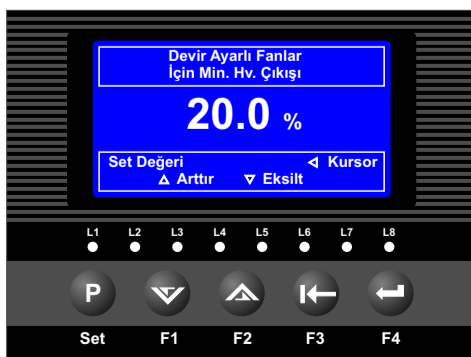 Devir Ayarlı Fanlar
İçin Min. Hv. Çıkışı
20.0 %
Set Değeri ◁ Kursor
△ Arttır ▽ Eksilt
L1 L2 L3 L4 L5 L6 L7 L8
P
Set F1 F2 F3 F4